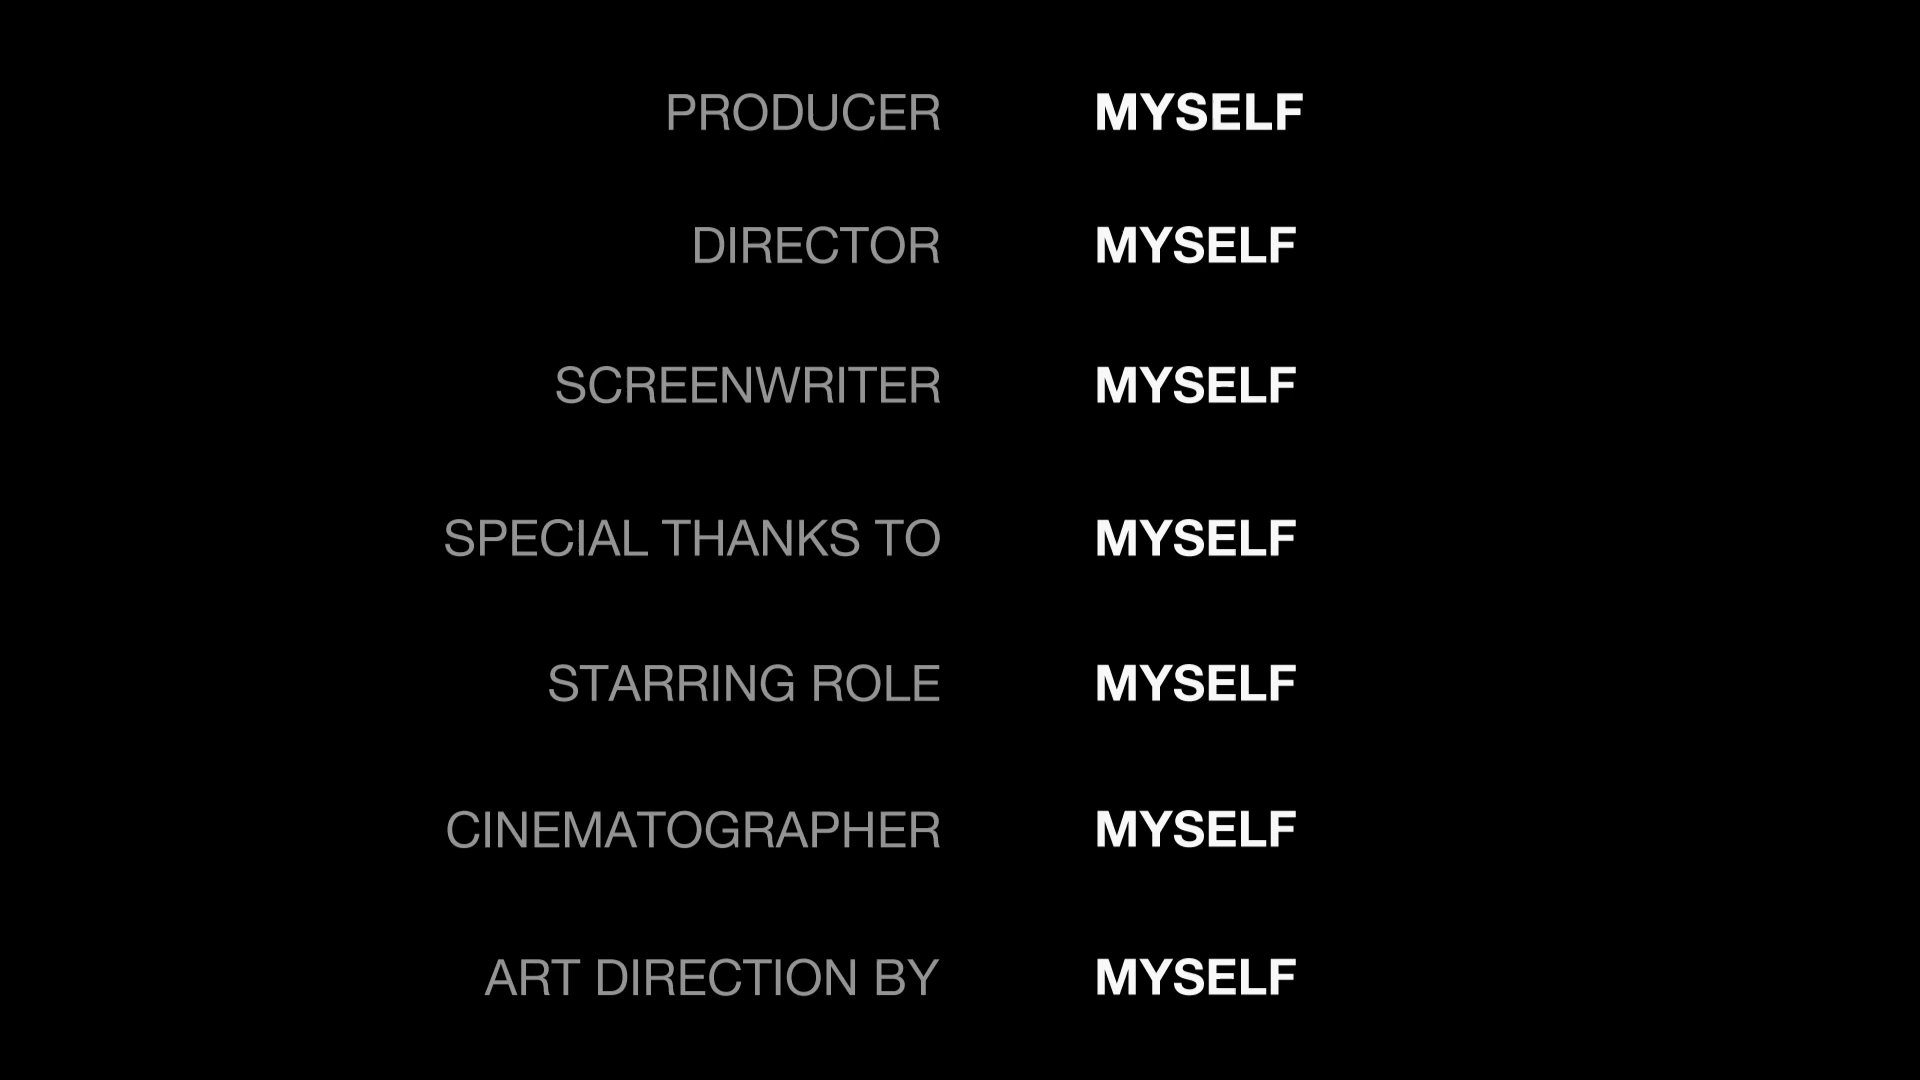 PRODUCER MYSELF
DIRECTOR MYSELF
SCREENWRITER MYSELF
SPECIAL THANKS TO MYSELF
STARRING ROLE MYSELF
CINEMATOGRAPHER MYSELF
ART DIRECTION BY MYSELF